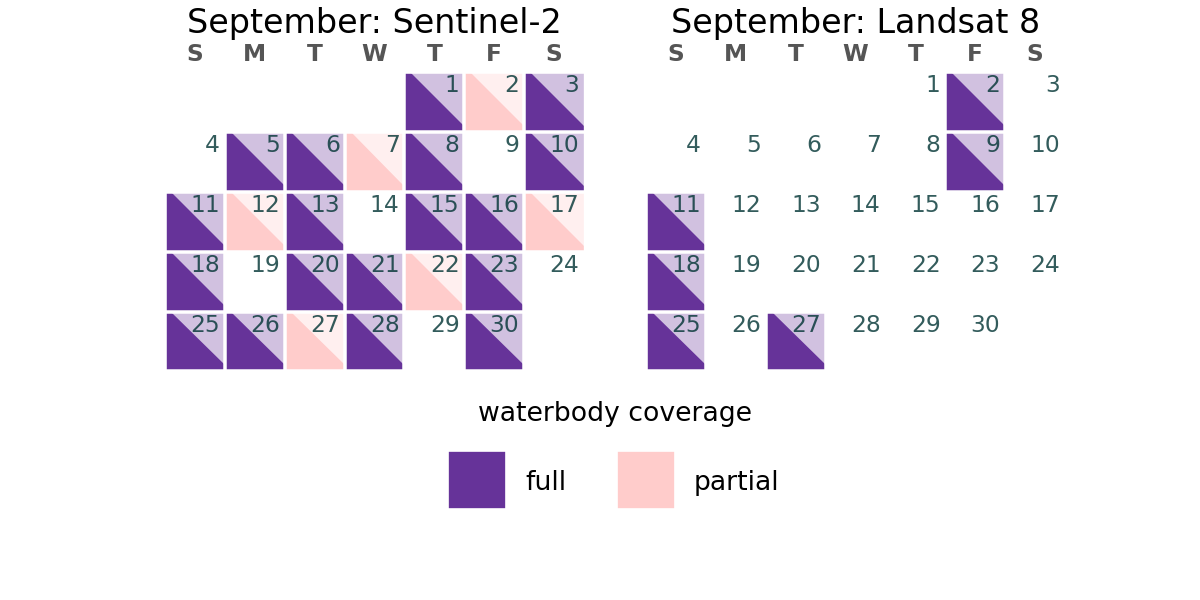 September: Sentinel-2
S M T W T F S
1 2 3
4 5 6 7 8 9 10
11 12 13 14 15 16 17
18 19 20 21 22 23 24
25 26 27 28 29 30
September: Landsat 8
S M T W T F S
1 2 3
4 5 6 7 8 9 10
11 12 13 14 15 16 17
18 19 20 21 22 23 24
25 26 27 28 29 30
waterbody coverage
full partial